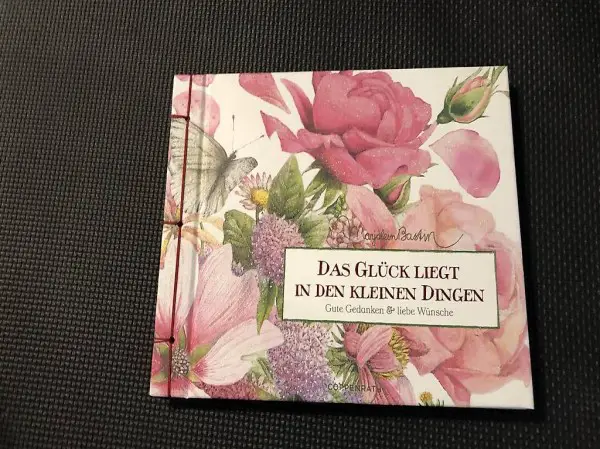 Marjolein Bastin
DAS GLÜCK LIEGT
IN DEN KLEINEN DINGEN
Gute Gedanken & liebe Wünsche
COPPENRATH